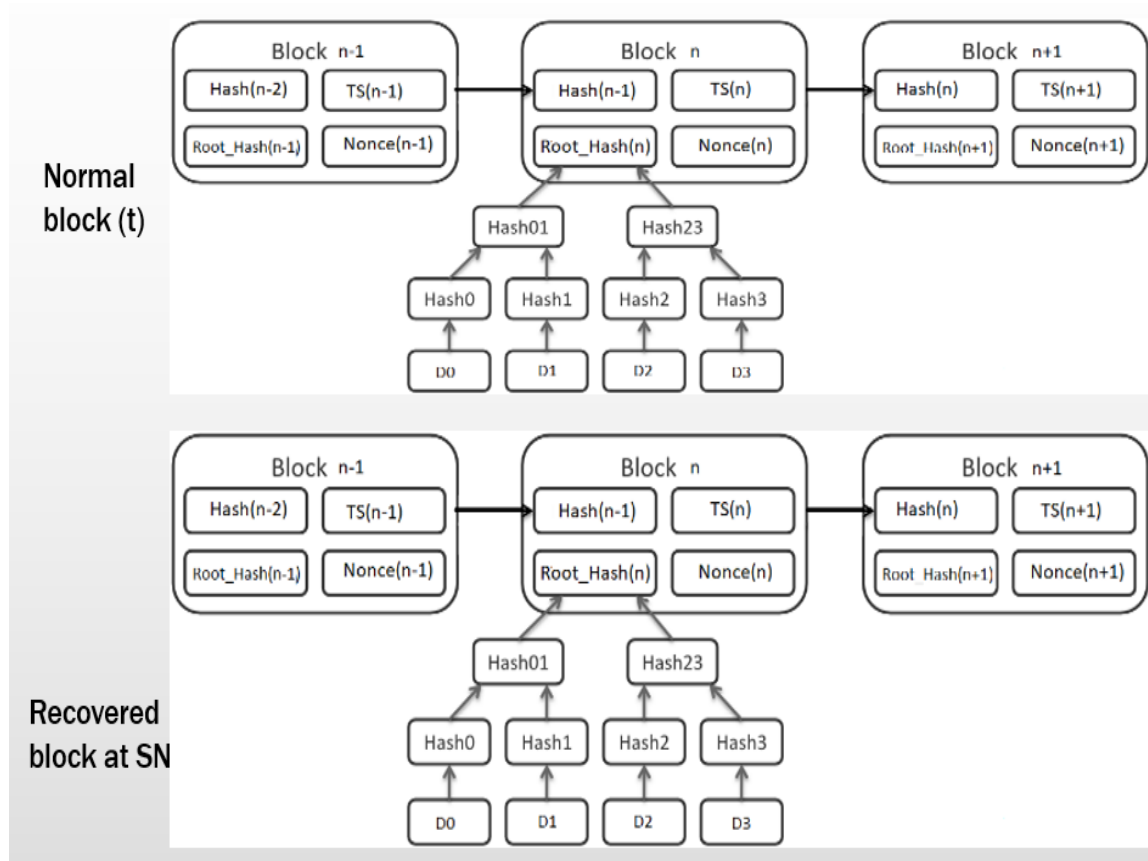 Block n-1
Block n
Block n+1
Hash(n-2) TS(n-1) Hash(n-1) TS(n) Hash(n) TS(n+1)
Root_Hash(n-1) Nonce(n-1) Root_Hash(n) Nonce(n) Root_Hash(n+1) Nonce(n+1)
Normal
block (t)
Hash01 Hash23
Hash0 Hash1 Hash2 Hash3
D0 D1 D2 D3
Block n-1
Block n
Block n+1
Hash(n-2) TS(n-1) Hash(n-1) TS(n) Hash(n) TS(n+1)
Root_Hash(n-1) Nonce(n-1) Root_Hash(n) Nonce(n) Root_Hash(n+1) Nonce(n+1)
Hash01 Hash23
Recovered
block at SN
Hash0 Hash1 Hash2 Hash3
D0 D1 D2 D3